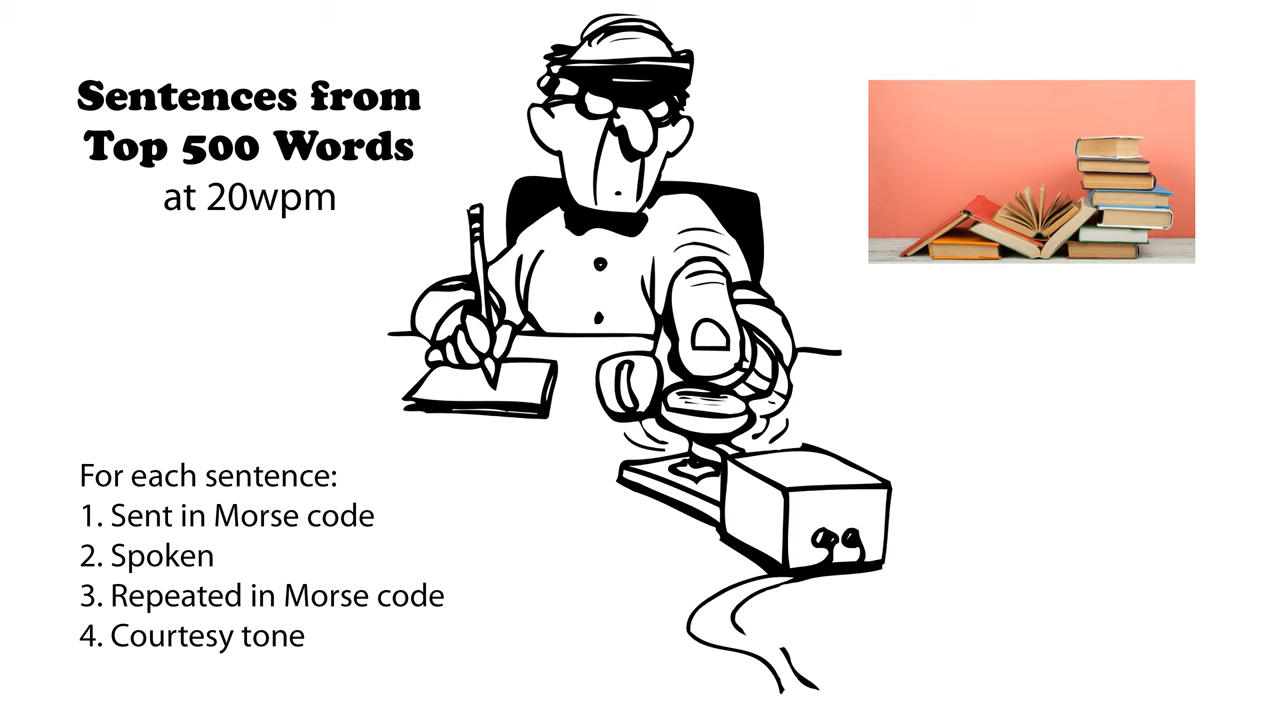 Sentences from
Top 500 Words
at 20wpm
For each sentence:
1. Sent in Morse code
2. Spoken
3. Repeated in Morse code
4. Courtesy tone